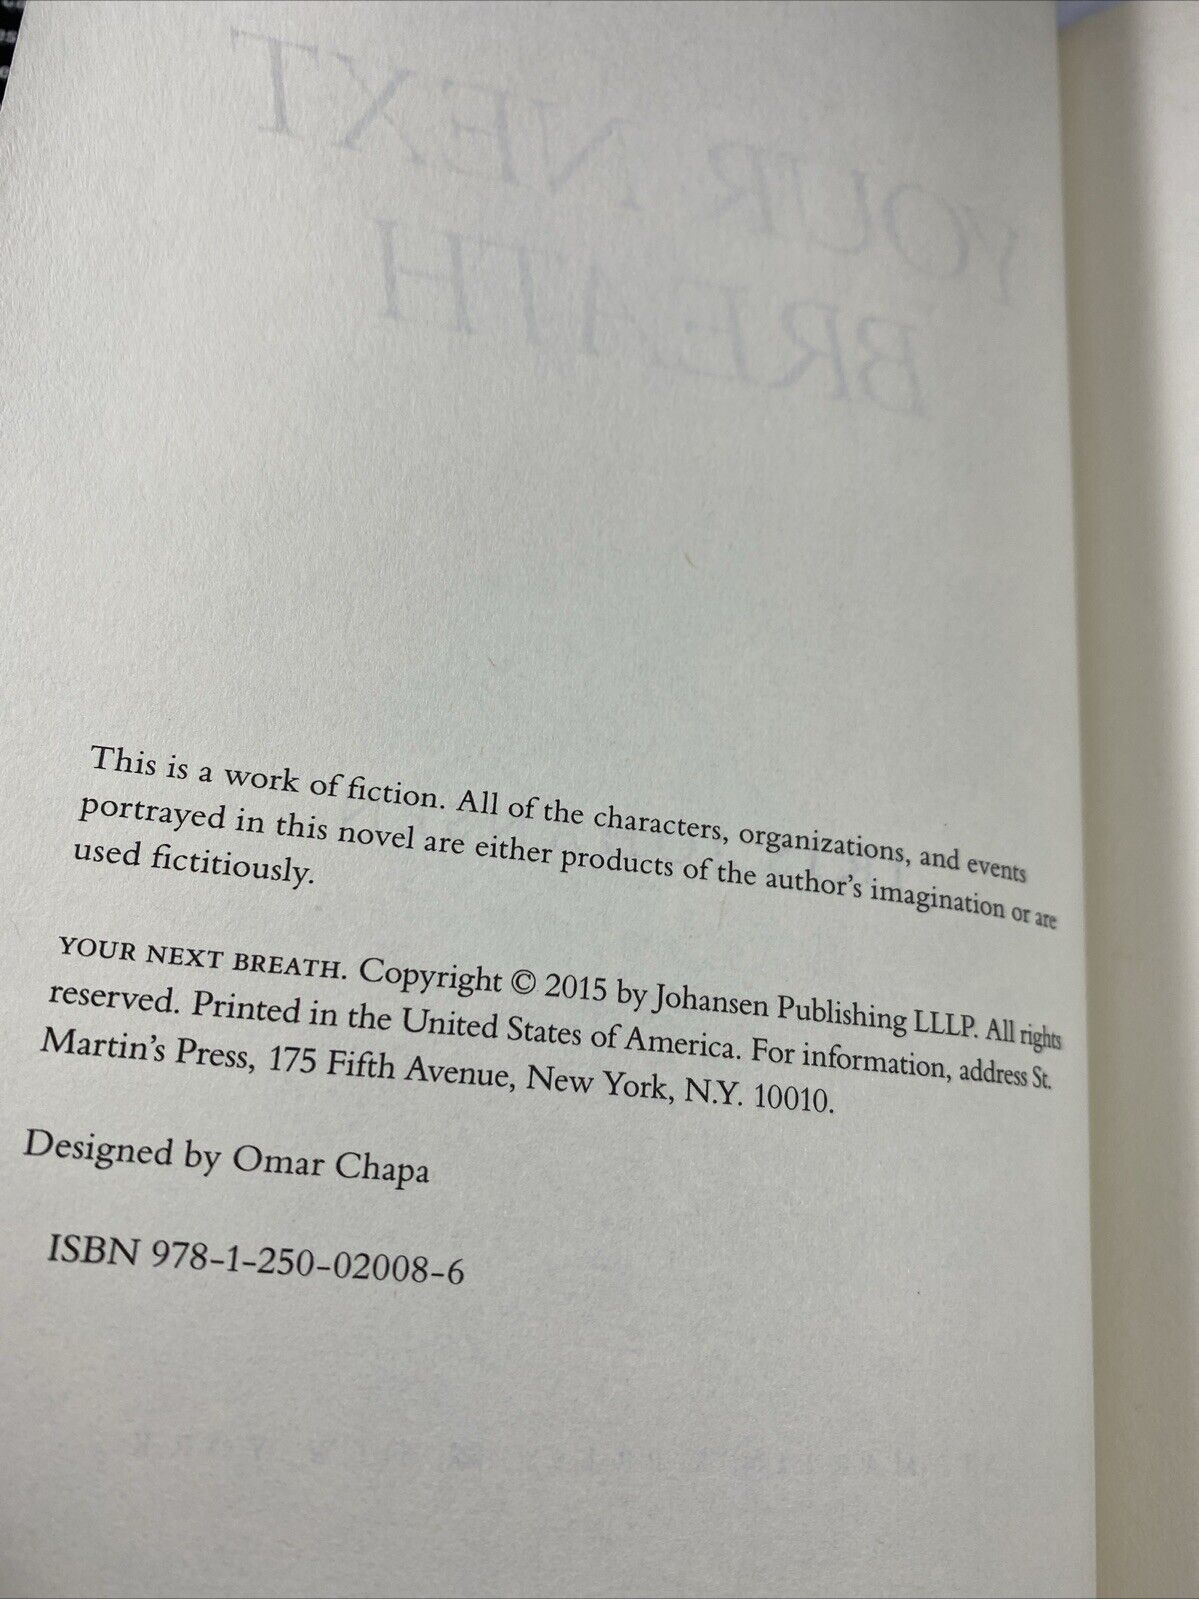 YOUR NEXT
BREATH
This is a work of fiction. All of the characters, organizations, and events
portrayed in this novel are either products of the author's imagination or are
used fictitiously.
YOUR NEXT BREATH. Copyright © 2015 by Johansen Publishing LLLP. All rights
reserved. Printed in the United States of America. For information, address St.
Martin's Press, 175 Fifth Avenue, New York, N.Y. 10010.
Designed by Omar Chapa
ISBN 978-1-250-02008-6